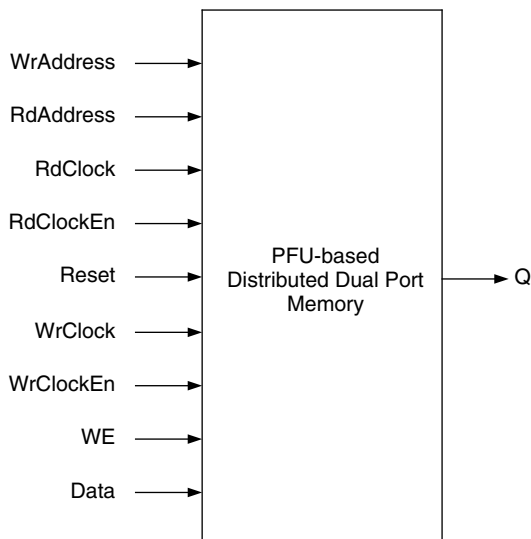 WrAddress
RdAddress
RdClock
RdClockEn
Reset
WrClock
WrClockEn
WE
Data
PFU-based
Distributed Dual Port
Memory
Q